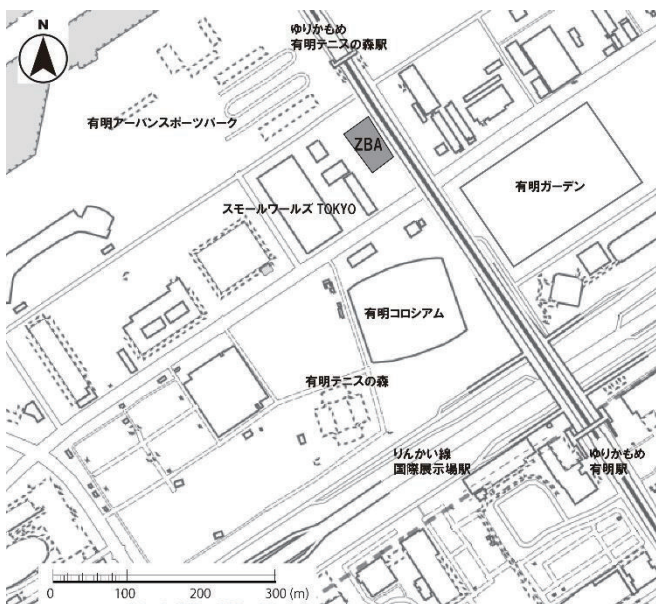 N
ゆりかもめ
有明テニスの森駅
有明アーバンスポーツパーク
ZBA
有明ガーデン
スモールワールズ TOKYO
有明コロシアム
有明テニスの森
りんかい線
国際展示場駅
ゆりかもめ
有明駅
0 100 200 300 (m)